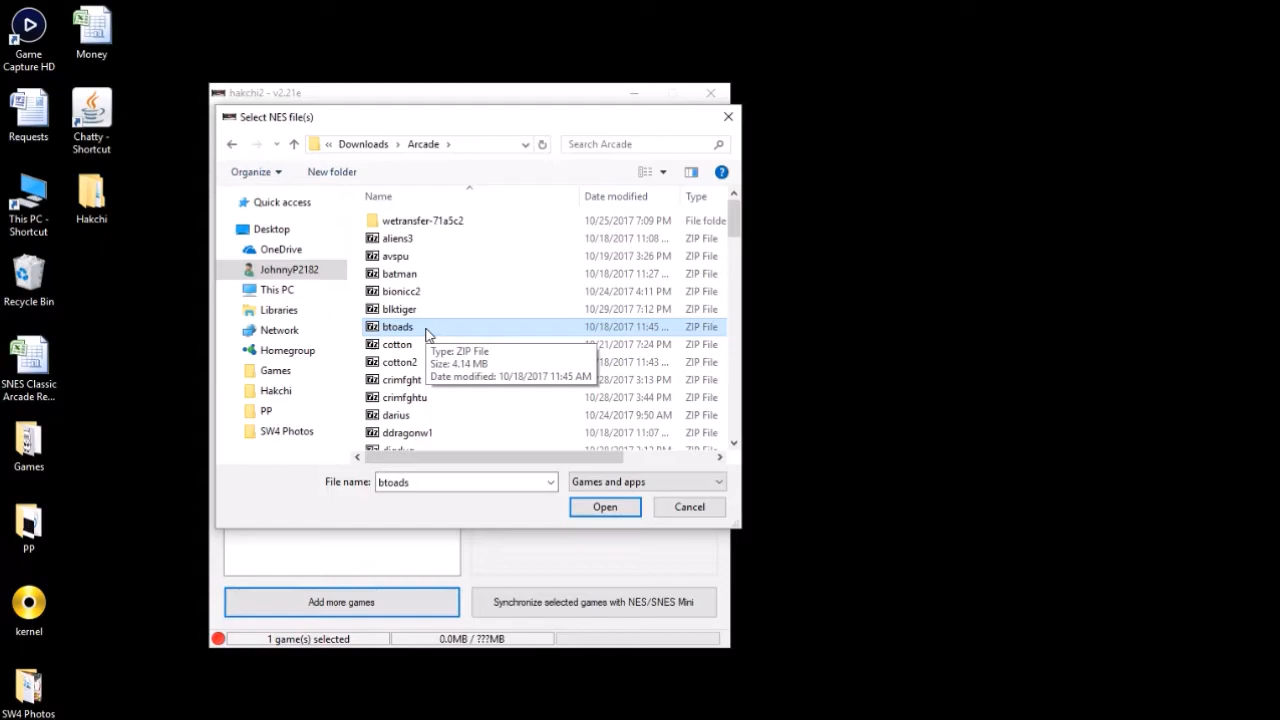 Game
Capture HD
Money
Requests
Chatty -
Shortcut
This PC -
Shortcut
Hakchi
Recycle Bin
SNES Classic
Arcade Re...
Games
PP
kernel
SW4 Photos
hakchi2 - v2.21e
Select NES file(s)
« Downloads › Arcade ›
Search Arcade
Organize
New folder
Quick access
Desktop
OneDrive
JohnnyP2182
This PC
Libraries
Network
Homegroup
Games
Hakchi
PP
SW4 Photos
Name Date modified Type
wetransfer-71a5c2 10/25/2017 7:09 PM File folde
aliens3 10/18/2017 11:08 ... ZIP File
avspu 10/19/2017 3:26 PM ZIP File
batman 10/18/2017 11:27 ... ZIP File
bionicc2 10/24/2017 4:11 PM ZIP File
blktiger 10/29/2017 7:12 PM ZIP File
btoads 10/18/2017 11:45 ... ZIP File
cotton 10/21/2017 7:24 PM ZIP File
cotton2 /18/2017 11:43 ... ZIP File
crimfght /28/2017 3:13 PM ZIP File
crimfghtu 10/28/2017 3:44 PM ZIP File
darius 10/24/2017 9:50 AM ZIP File
ddragonw1 10/18/2017 11:07 ... ZIP File
Type: ZIP File
Size: 4.14 MB
Date modified: 10/18/2017 11:45 AM
File name: btoads
Games and apps
Open
Cancel
Add more games
Synchronize selected games with NES/SNES Mini
1 game(s) selected
0.0MB / ???MB